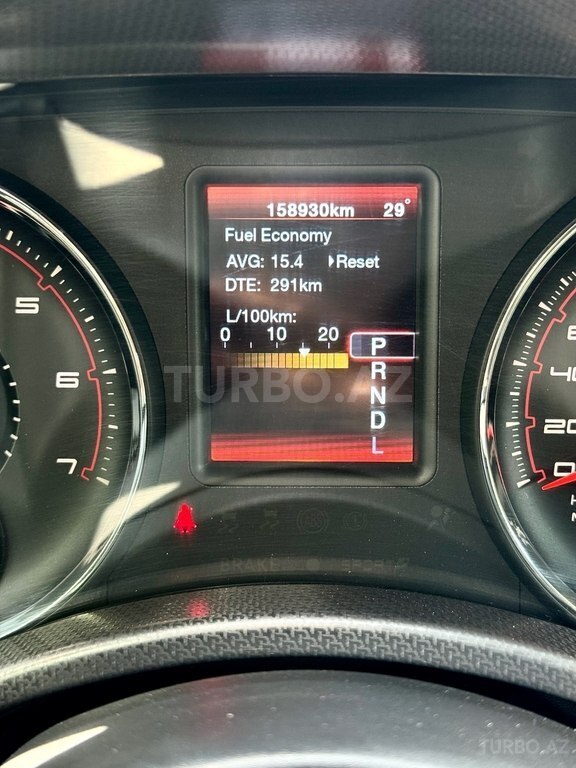 158930km 29°
Fuel Economy
AVG: 15.4 Reset
DTE: 291km
L/100km:
0 10 20
P
R
N
D
L
5
6
7
20
0
BRAKE
TURBO.AZ
TURBO.AZ